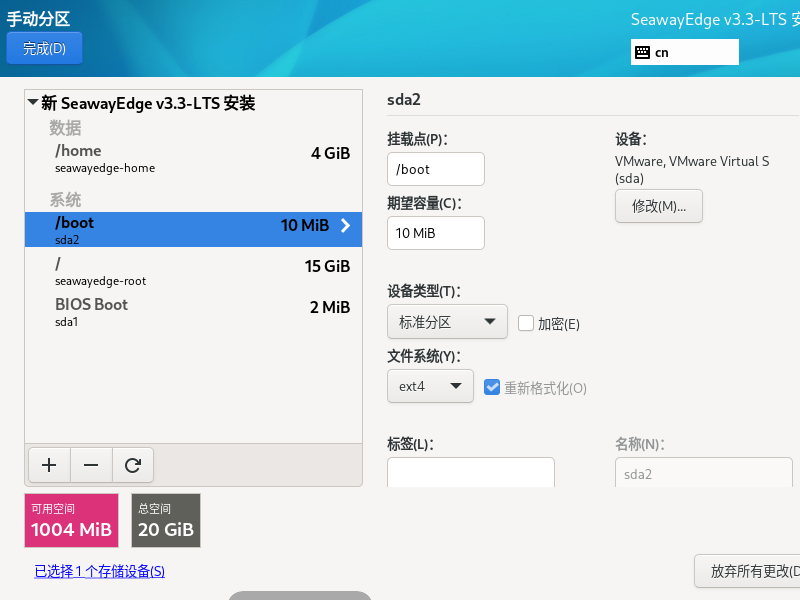 手动分区
SeawayEdge v3.3-LTS 安
完成(D)
cn
新 SeawayEdge v3.3-LTS 安装
数据
/home
4 GiB
seawayedge-home
系统
/boot
10 MiB
sda2
/
15 GiB
seawayedge-root
BIOS Boot
2 MiB
sda1
可用空间
1004 MiB
总空间
20 GiB
已选择 1 个存储设备(S)
sda2
挂载点(P)：
/boot
期望容量(C)：
10 MiB
设备：
VMware, VMware Virtual S
(sda)
修改(M)...
设备类型(T)：
标准分区
加密(E)
文件系统(Y)：
ext4
重新格式化(O)
标签(L)：
名称(N)：
sda2
放弃所有更改(D